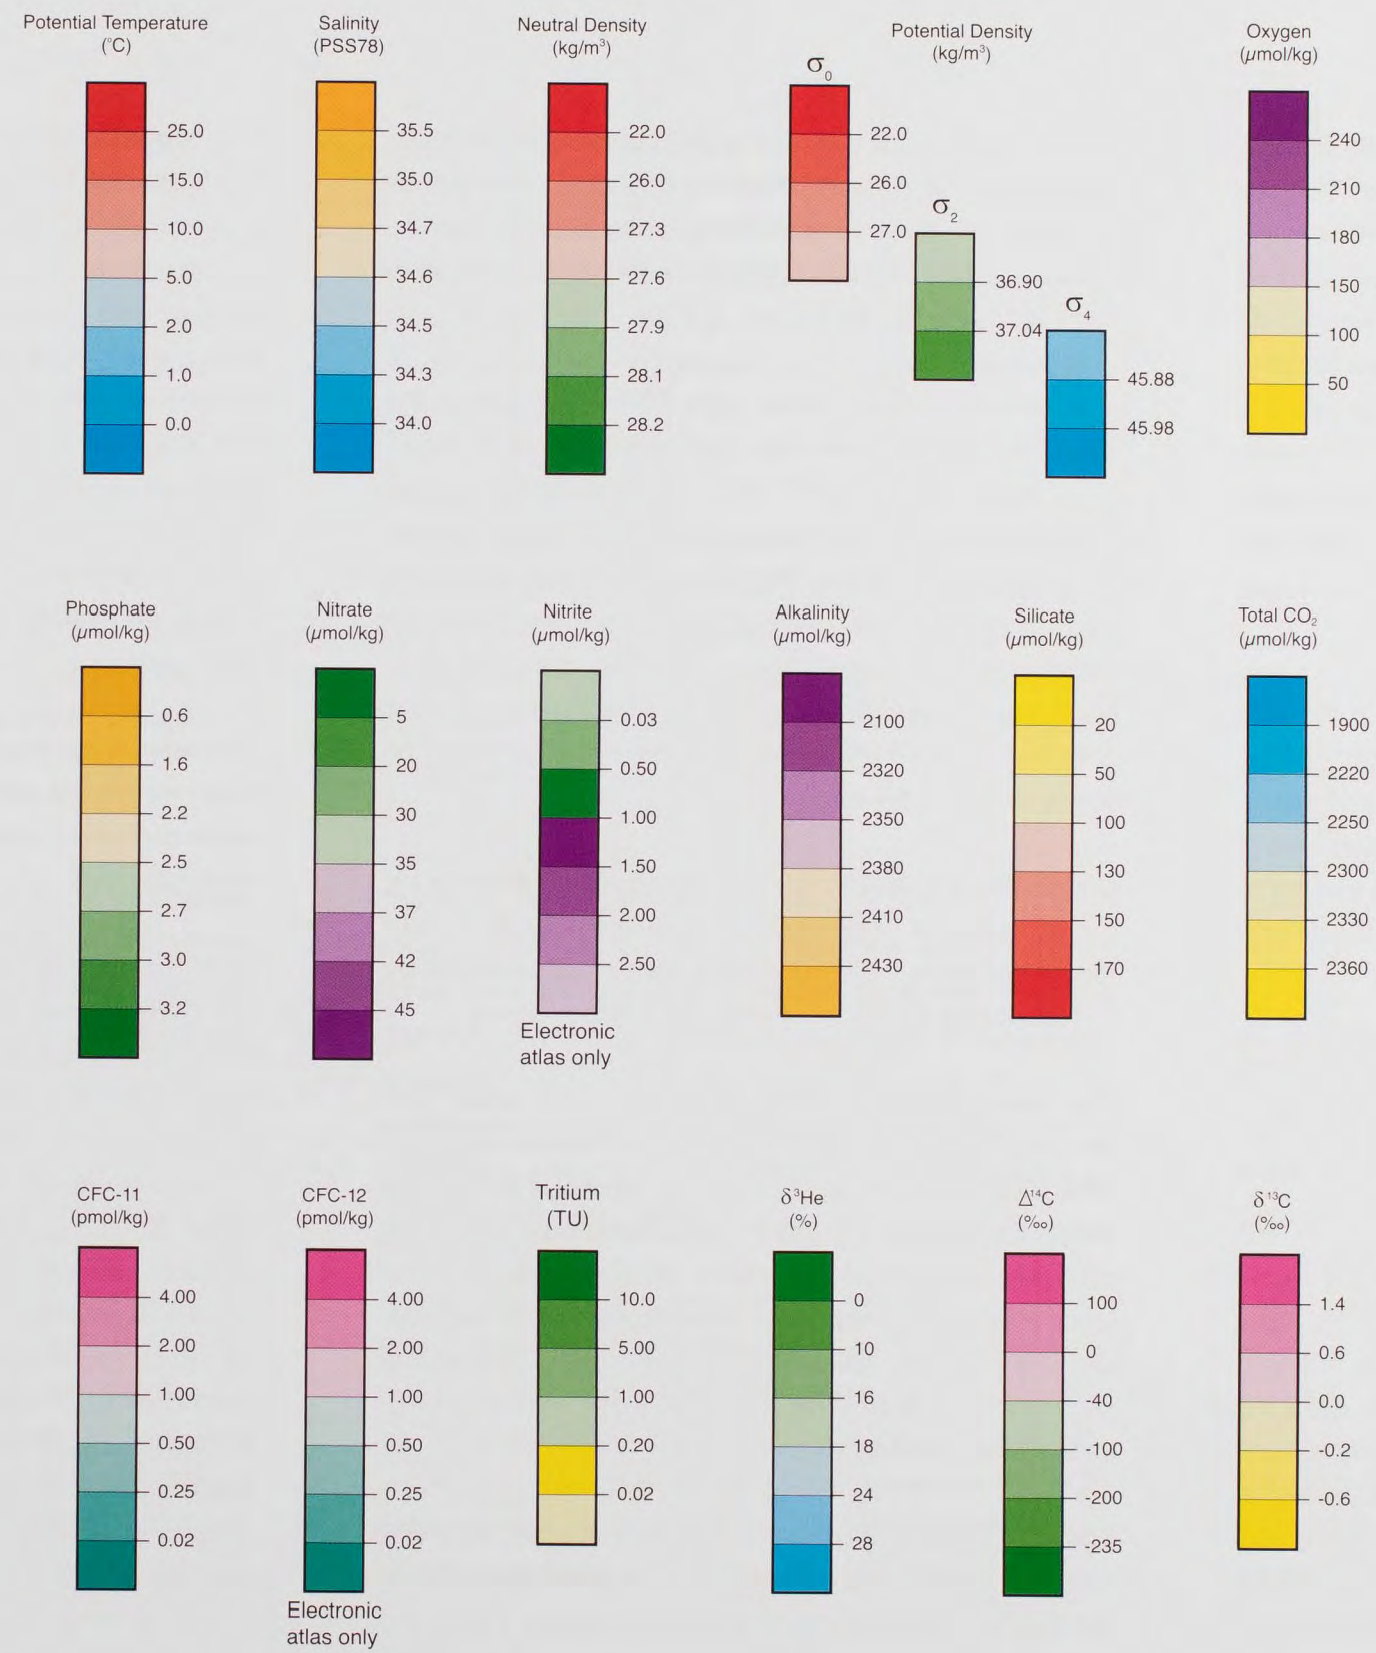 Potential Temperature
(°C)
25.0
15.0
10.0
5.0
2.0
1.0
0.0
Salinity
(PSS78)
35.5
35.0
34.7
34.6
34.5
34.3
34.0
Neutral Density
(kg/m³)
22.0
26.0
27.3
27.6
27.9
28.1
28.2
Potential Density
(kg/m³)
σ₀
22.0
26.0
27.0
σ₂
36.90
37.04
σ₄
45.88
45.98
Oxygen
(µmol/kg)
240
210
180
150
100
50
Phosphate
(µmol/kg)
0.6
1.6
2.2
2.5
2.7
3.0
3.2
Nitrate
(µmol/kg)
5
20
30
35
37
42
45
Nitrite
(µmol/kg)
0.03
0.50
1.00
1.50
2.00
2.50
Electronic
atlas only
Alkalinity
(µmol/kg)
2100
2320
2350
2380
2410
2430
Silicate
(µmol/kg)
20
50
100
130
150
170
Total CO₂
(µmol/kg)
1900
2220
2250
2300
2330
2360
CFC-11
(pmol/kg)
4.00
2.00
1.00
0.50
0.25
0.02
CFC-12
(pmol/kg)
4.00
2.00
1.00
0.50
0.25
0.02
Electronic
atlas only
Tritium
(TU)
10.0
5.00
1.00
0.20
0.02
δ³He
(%)
0
10
16
18
24
28
Δ¹⁴C
(‰)
100
0
-40
-100
-200
-235
δ¹³C
(‰)
1.4
0.6
0.0
-0.2
-0.6